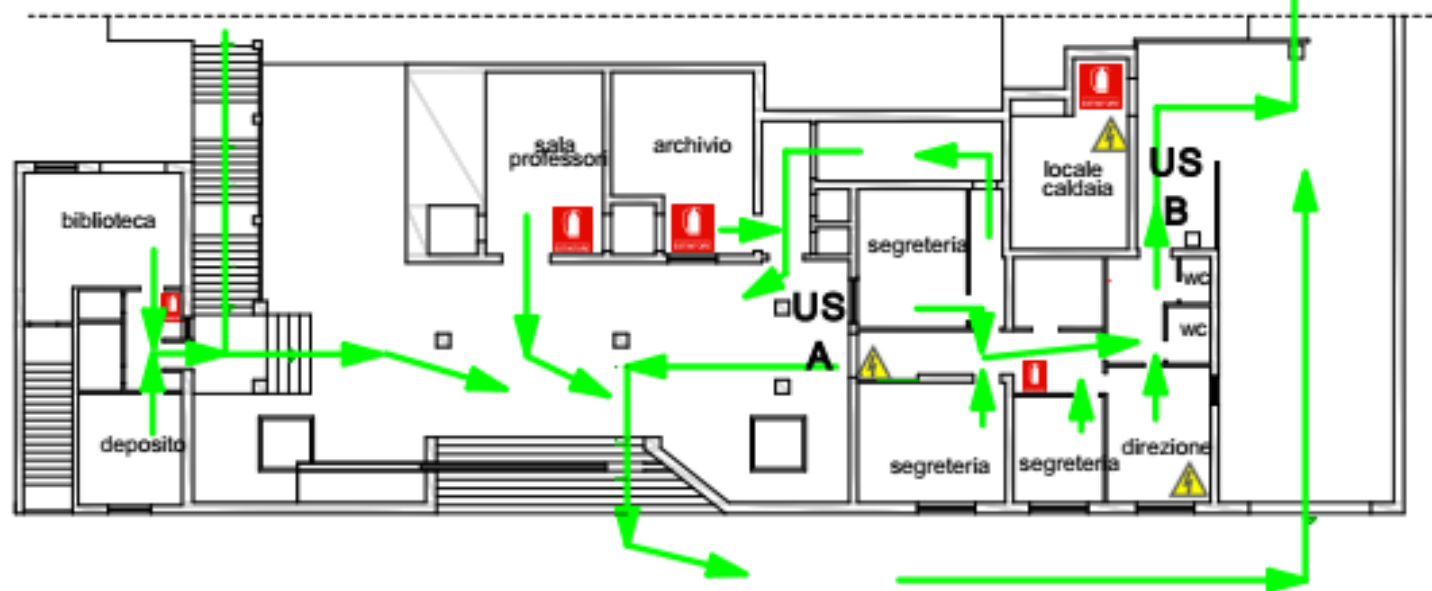 sala
professori
archivio
locale
caldaia
US
B
biblioteca
segreteria
wc
US
A
wc
deposito
segreteria
segreteria
direzione